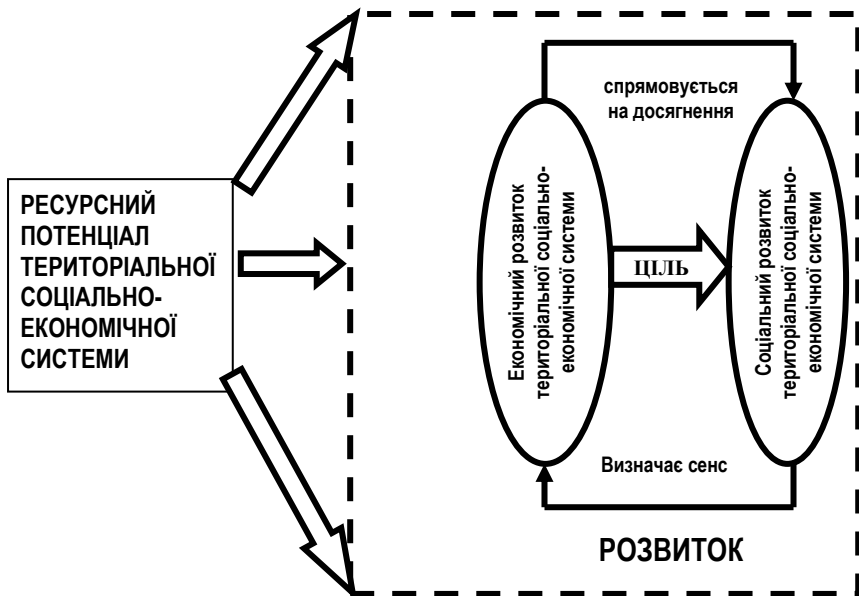 РЕСУРСНИЙ
ПОТЕНЦІАЛ
ТЕРИТОРІАЛЬНОЇ
СОЦІАЛЬНО-
ЕКОНОМІЧНОЇ
СИСТЕМИ
спрямовується
на досягнення
Економічний розвиток
територіальної соціально-
економічної системи
ЦІЛЬ
Соціальний розвиток
територіальної соціально-
економічної системи
Визначає сенс
РОЗВИТОК